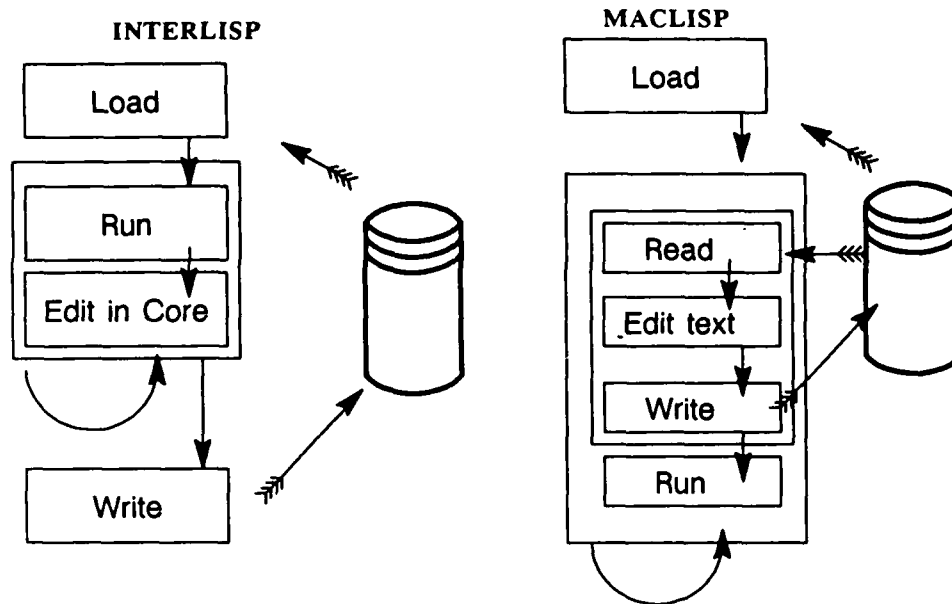 INTERLISP
Load
Run
Edit in Core
Write
MACLISP
Load
Read
Edit text
Write
Run